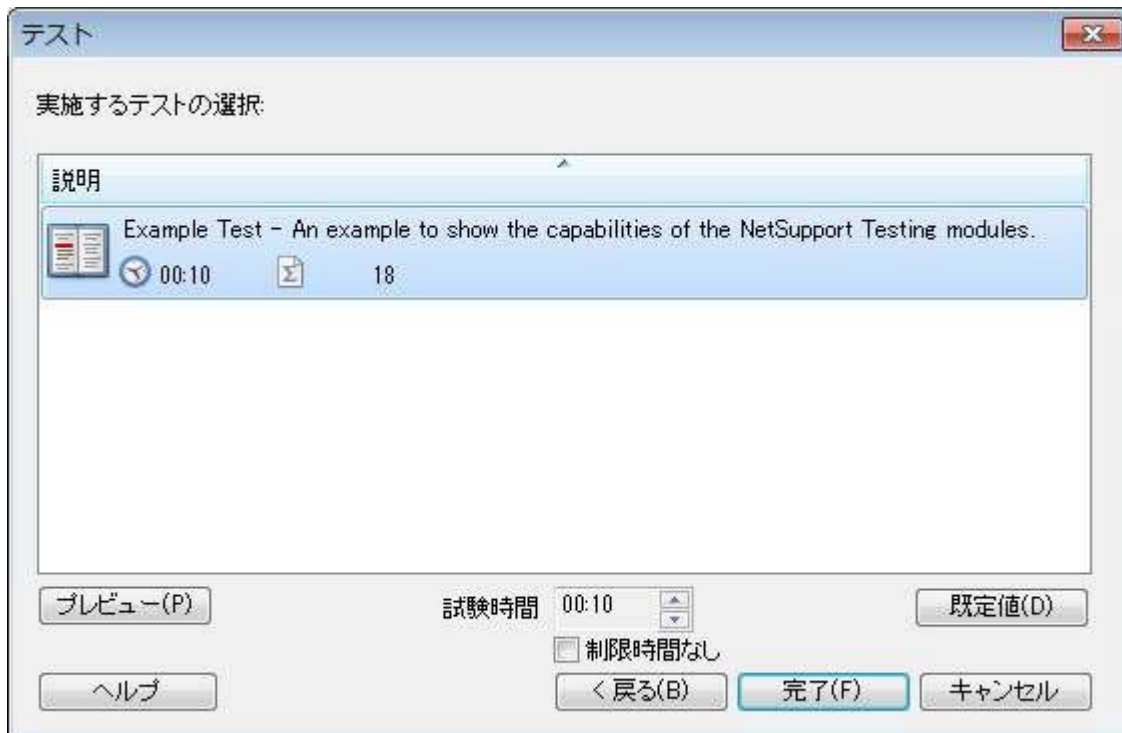 テスト
実施するテストの選択:
説明
Example Test - An example to show the capabilities of the NetSupport Testing modules.
00:10 Σ 18
プレビュー(P) 試験時間 00:10 既定値(D)
制限時間なし
ヘルプ < 戻る(B) 完了(F) キャンセル